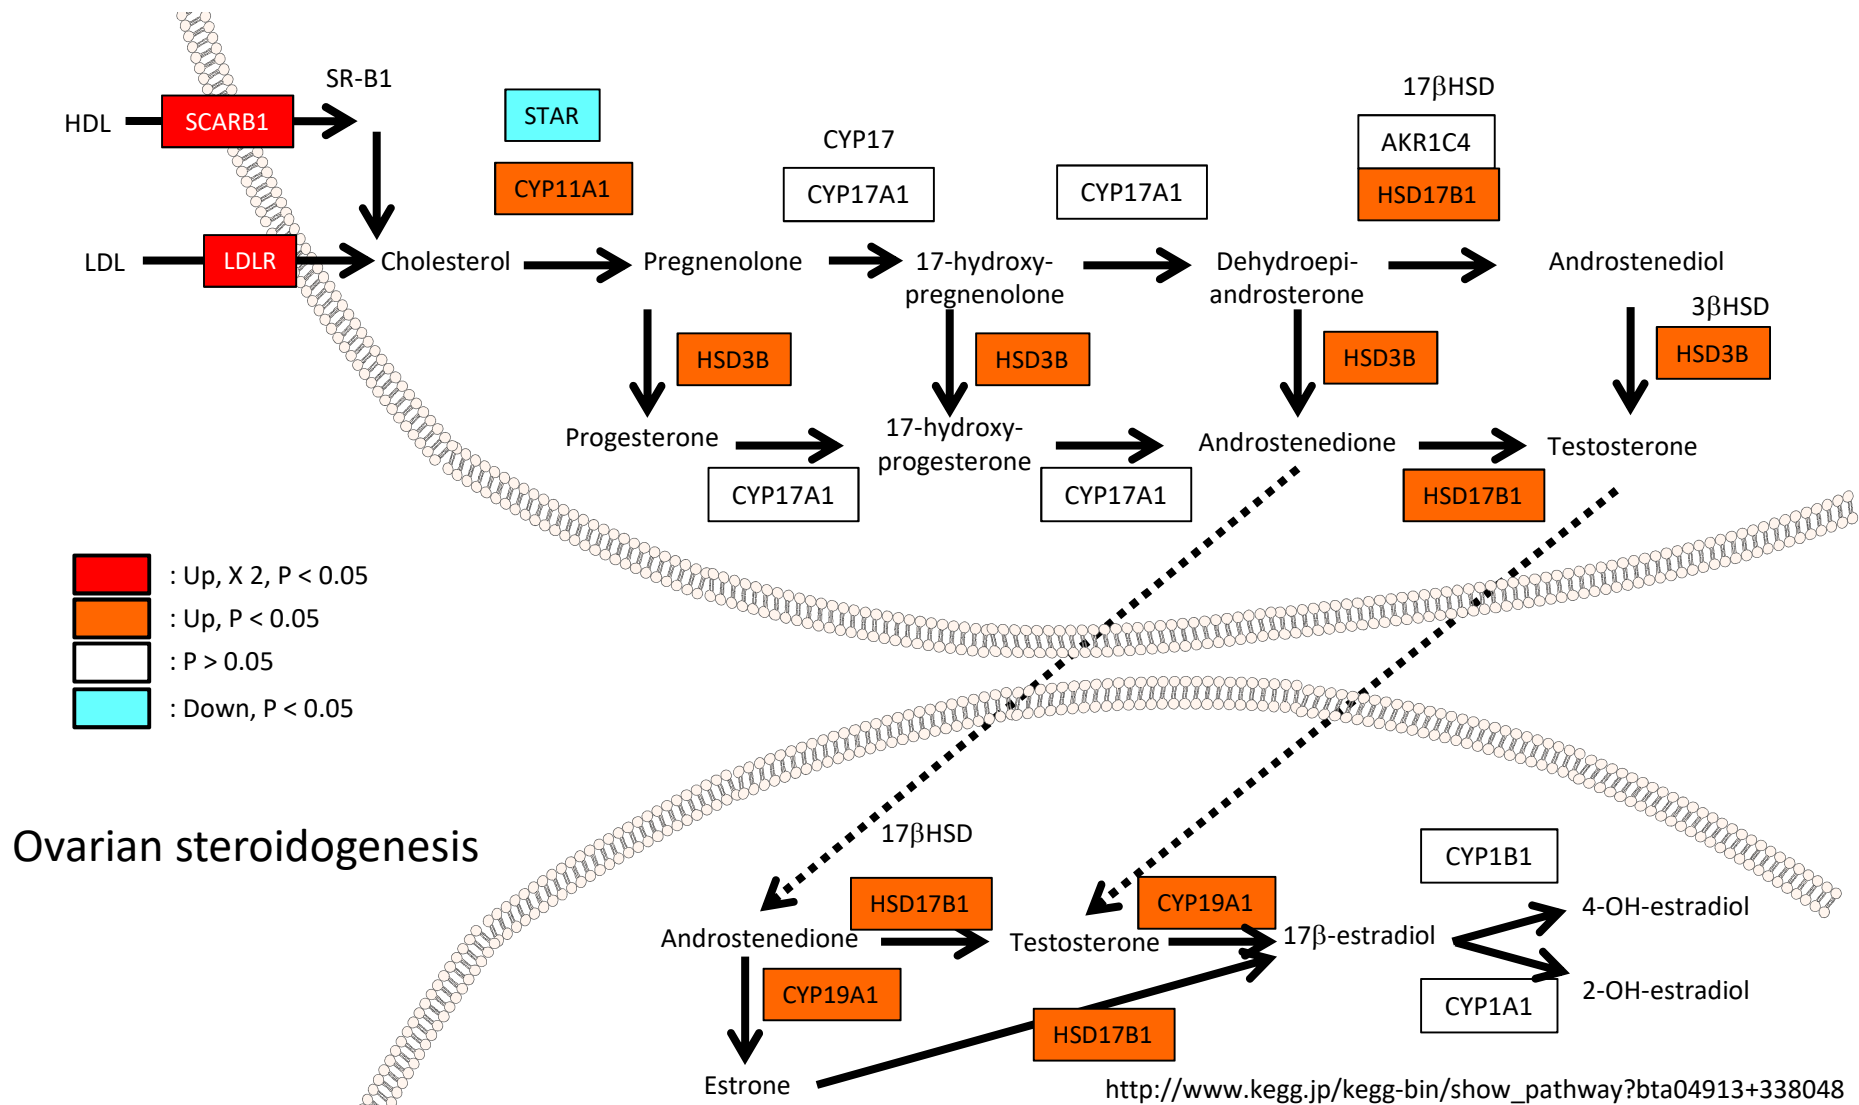 SR-B1
HDL
SCARB1
STAR
CYP11A1
CYP17
CYP17A1
CYP17A1
17βHSD
AKR1C4
HSD17B1
LDL
LDLR
Cholesterol
Pregnenolone
17-hydroxy-
pregnenolone
Dehydroepi-
androsterone
Androstenediol
3βHSD
HSD3B
HSD3B
HSD3B
HSD3B
Progesterone
17-hydroxy-
progesterone
Androstenedione
Testosterone
CYP17A1
CYP17A1
HSD17B1
: Up, X 2, P < 0.05
: Up, P < 0.05
: P > 0.05
: Down, P < 0.05
Ovarian steroidogenesis
17βHSD
HSD17B1
CYP19A1
CYP1B1
Androstenedione
Testosterone
17β-estradiol
4-OH-estradiol
2-OH-estradiol
CYP19A1
CYP1A1
HSD17B1
Estrone
http://www.kegg.jp/kegg-bin/show_pathway?bta04913+338048